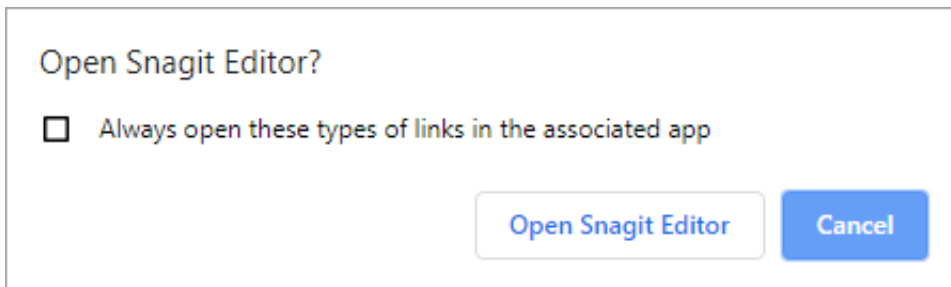 Open Snagit Editor?
Always open these types of links in the associated app
Open Snagit Editor
Cancel